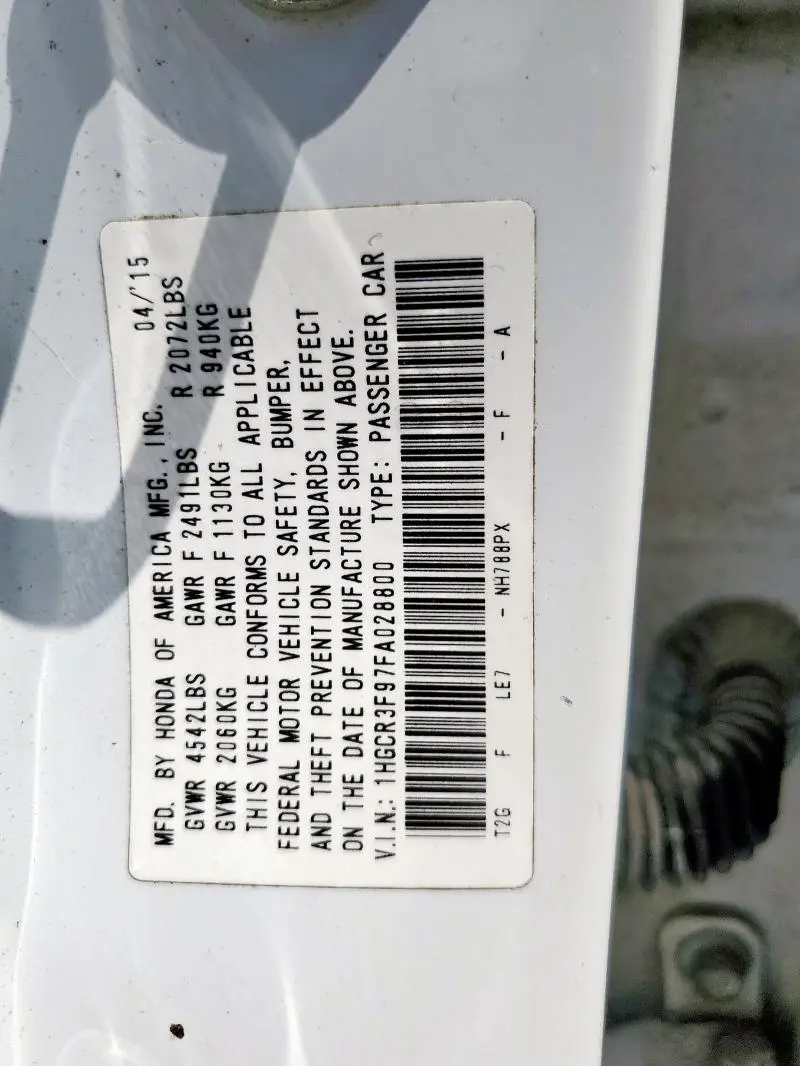 MFD. BY HONDA OF AMERICA MFG., INC. 04/'15
GVWR 4542LBS GAWR F 2491LBS R 2072LBS
GVWR 2060KG GAWR F 1130KG R 940KG
THIS VEHICLE CONFORMS TO ALL APPLICABLE
FEDERAL MOTOR VEHICLE SAFETY, BUMPER,
AND THEFT PREVENTION STANDARDS IN EFFECT
ON THE DATE OF MANUFACTURE SHOWN ABOVE.
V.I.N.: 1HGCR3F97FA028800 TYPE: PASSENGER CAR
T2G F LE7 - NH788PX - F - A